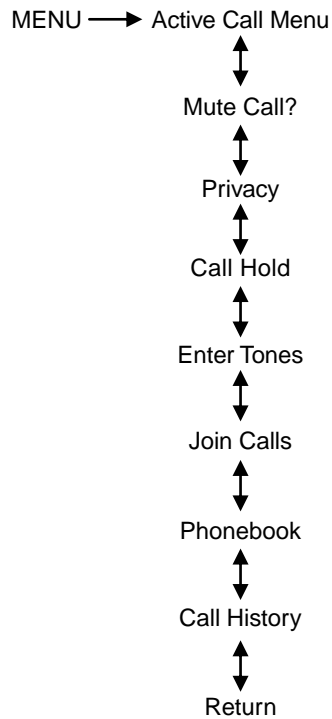 MENU Active Call Menu
Mute Call?
Privacy
Call Hold
Enter Tones
Join Calls
Phonebook
Call History
Return